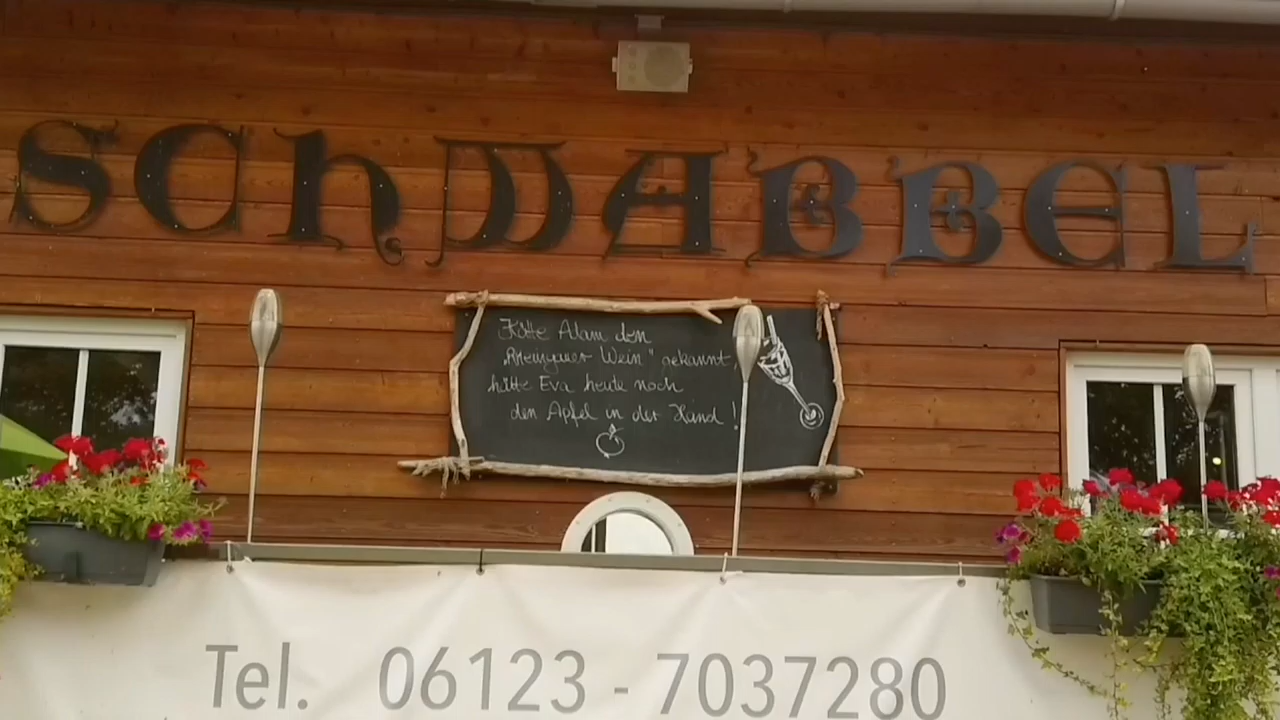 SCHWABBEL
Hätte Adam den
„Rheingauer Wein" gekannt,
hätte Eva heute noch
den Apfel in der Hand!
Tel. 06123 - 7037280